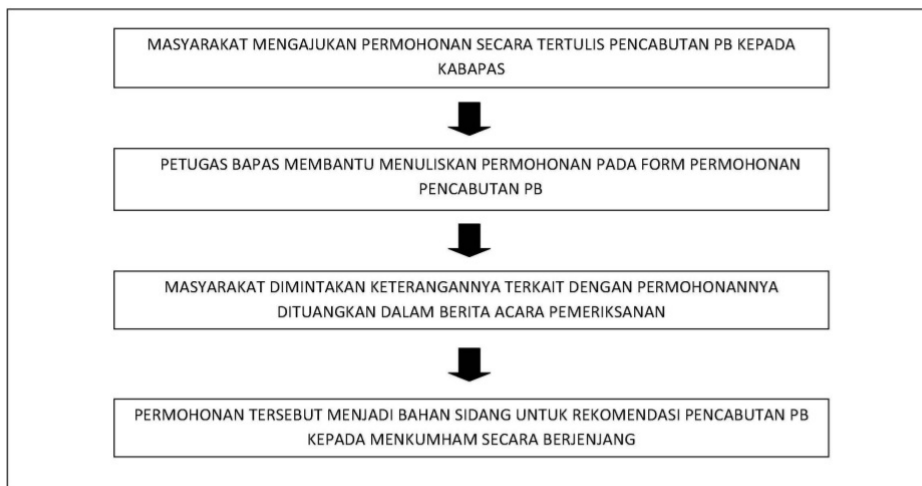 MASYARAKAT MENGAJUKAN PERMOHONAN SECARA TERTULIS PENCABUTAN PB KEPADA
KABAPAS
PETUGAS BAPAS MEMBANTU MENULISKAN PERMOHONAN PADA FORM PERMOHONAN
PENCABUTAN PB
MASYARAKAT DIMINTAKAN KETERANGANNYA TERKAIT DENGAN PERMOHONANNYA
DITUANGKAN DALAM BERITA ACARA PEMERIKSANAN
PERMOHONAN TERSEBUT MENJADI BAHAN SIDANG UNTUK REKOMENDASI PENCABUTAN PB
KEPADA MENKUMHAM SECARA BERJENJANG